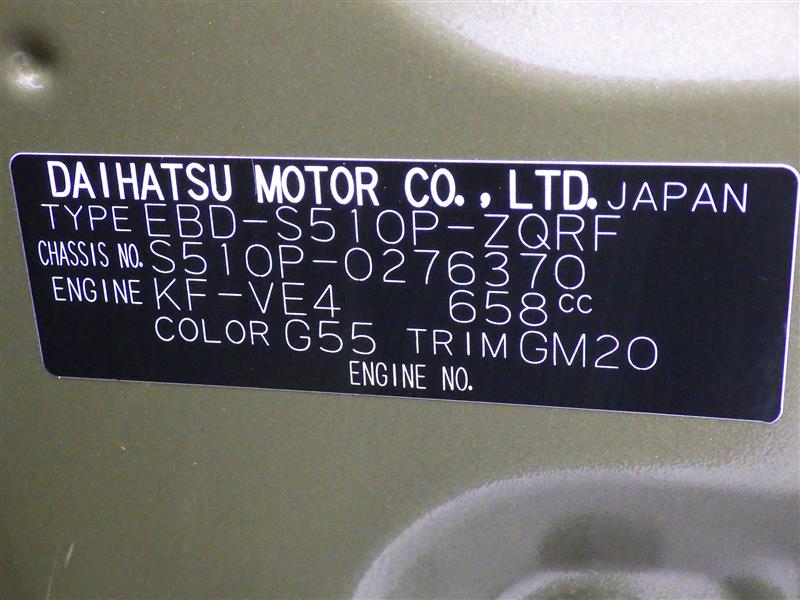 DAIHATSU MOTOR CO., LTD. JAPAN
TYPE EBD-S510P-ZQRF
CHASSIS NO. S510P-0276370
ENGINE KF-VE4 658cc
COLOR G55 TRIM GM20
ENGINE NO.